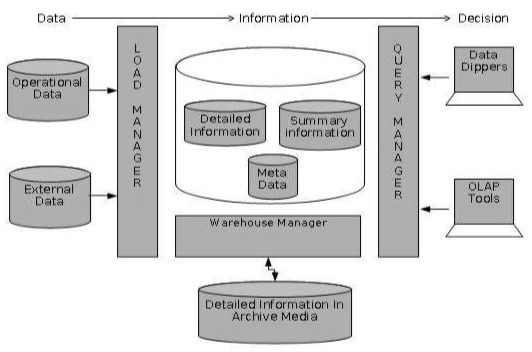 Data Information Decision
LOAD MANAGER
Operational
Data
External
Data
Detailed
Information
Summary
information
Meta
Data
Warehouse Manager
Detailed Information In
Archive Media
QUERY MANAGER
Data
Dippers
OLAP
Tools